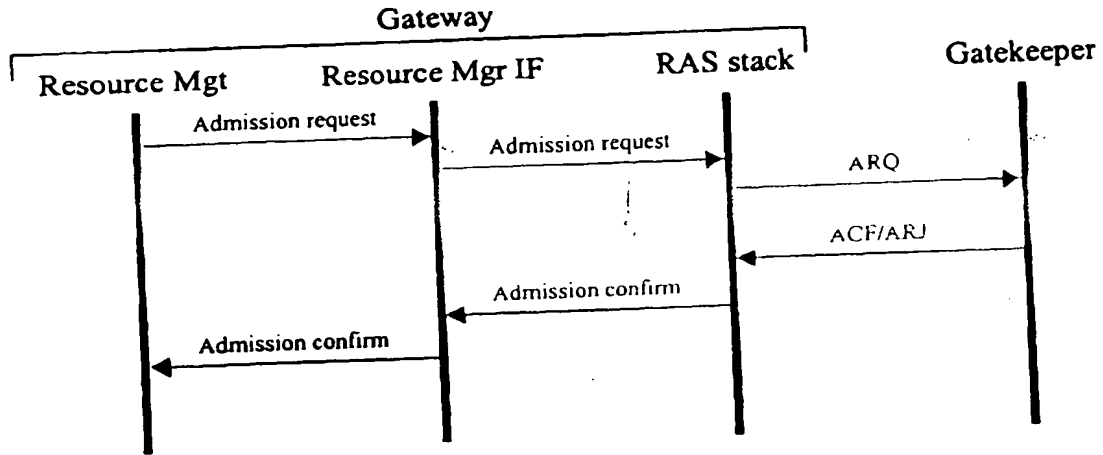 Gateway
Resource Mgt
Resource Mgr IF
RAS stack
Gatekeeper
Admission request
Admission request
ARQ
ACF/ARJ
Admission confirm
Admission confirm